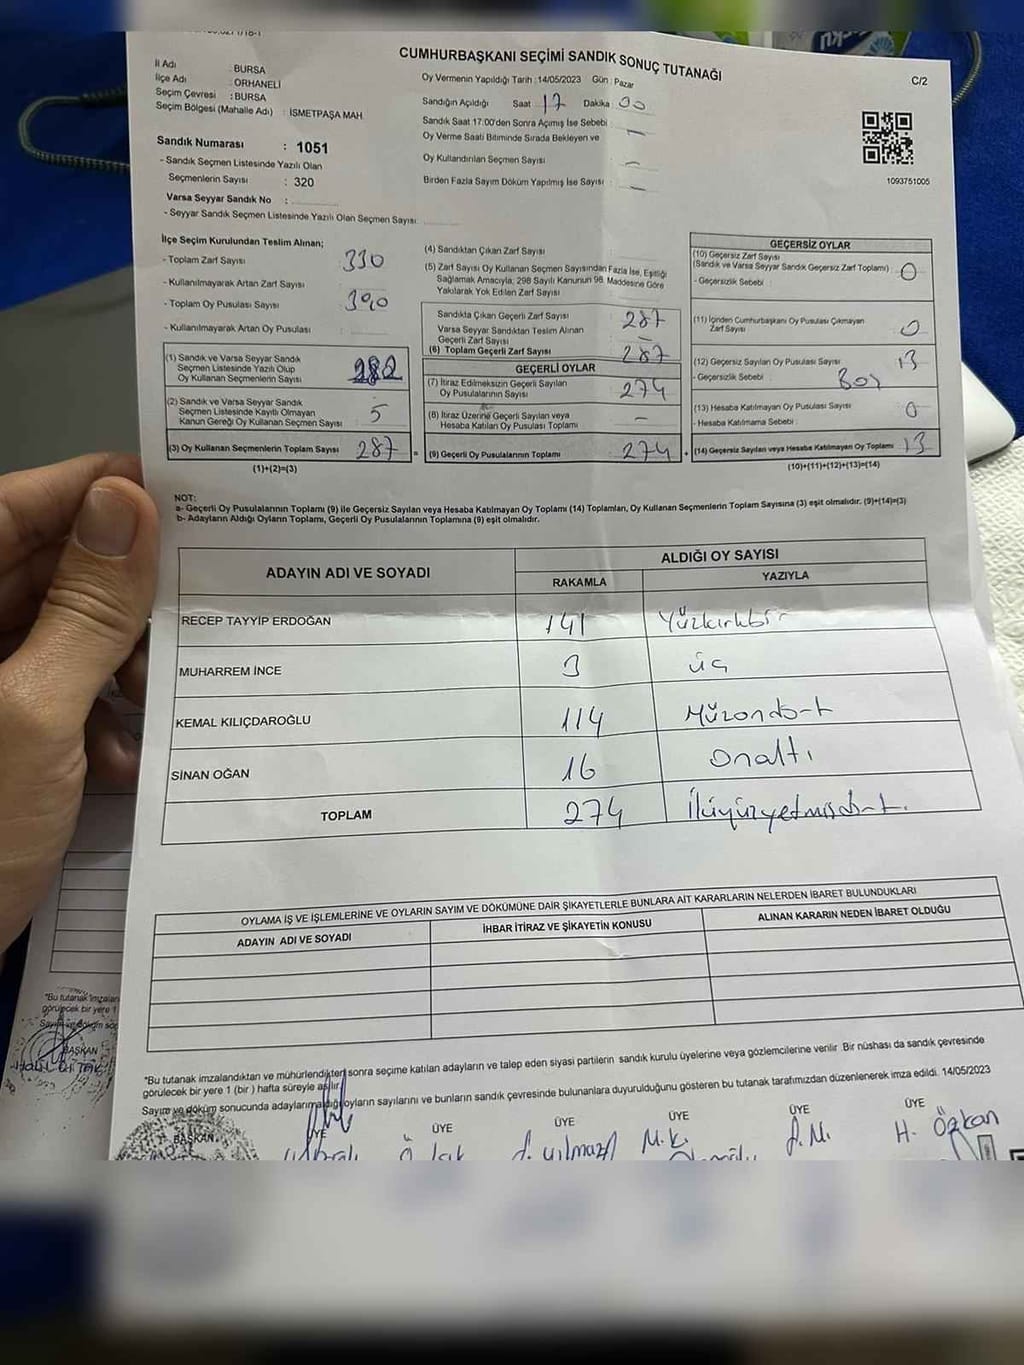 CUMHURBAŞKANI SEÇİMİ SANDIK SONUÇ TUTANAĞI
C/2
İl Adı : BURSA
İlçe Adı : ORHANELİ
Seçim Çevresi : BURSA
Seçim Bölgesi (Mahalle Adı) : İSMETPAŞA MAH.
Sandık Numarası : 1051
- Sandık Seçmen Listesinde Yazılı Olan
Seçmenlerin Sayısı : 320
Varsa Seyyar Sandık No :
- Seyyar Sandık Seçmen Listesinde Yazılı Olan Seçmen Sayısı:
Oy Vermenin Yapıldığı Tarih : 14/05/2023 Gün : Pazar
Sandığın Açıldığı Saat 17 Dakika 00
Sandık Saat 17:00'den Sonra Açımış İse Sebebi : —
Oy Verme Saati Bitiminde Sırada Bekleyen ve
Oy Kullandırılan Seçmen Sayısı : —
Birden Fazla Sayım Döküm Yapılmış İse Sayısı : —
1093751005
İlçe Seçim Kurulundan Teslim Alınan;
- Toplam Zarf Sayısı 330
- Kullanılmayarak Artan Zarf Sayısı :
- Toplam Oy Pusulası Sayısı 390
- Kullanılmayarak Artan Oy Pusulası :
(1) Sandık ve Varsa Seyyar Sandık
Seçmen Listesinde Yazılı Olup
Oy Kullanan Seçmenlerin Sayısı 282
(2) Sandık ve Varsa Seyyar Sandık
Seçmen Listesinde Kayıtlı Olmayan
Kanun Gereği Oy Kullanan Seçmen Sayısı : 5
(3) Oy Kullanan Seçmenlerin Toplam Sayısı 287 =
(1)+(2)=(3)
(4) Sandıktan Çıkan Zarf Sayısı
(5) Zarf Sayısı Oy Kullanan Seçmen Sayısından Fazla İse, Eşitliği
Sağlamak Amacıyla; 298 Sayılı Kanunun 98. Maddesine Göre
Yakılarak Yok Edilen Zarf Sayısı
Sandıkta Çıkan Geçerli Zarf Sayısı : 287
Varsa Seyyar Sandıktan Teslim Alınan
Geçerli Zarf Sayısı —
(6) Toplam Geçerli Zarf Sayısı 287
GEÇERLİ OYLAR
(7) İtiraz Edilmeksizin Geçerli Sayılan
Oy Pusulalarının Sayısı : 274
(8) İtiraz Üzerine Geçerli Sayılan veya
Hesaba Katılan Oy Pusulası Toplamı : —
(9) Geçerli Oy Pusulalarının Toplamı 274 +
GEÇERSİZ OYLAR
(10) Geçersiz Zarf Sayısı
(Sandık ve Varsa Seyyar Sandık Geçersiz Zarf Toplamı) : 0
- Geçersizlik Sebebi :
(11) İçinden Cumhurbaşkanı Oy Pusulası Çıkmayan
Zarf Sayısı 0
(12) Geçersiz Sayılan Oy Pusulası Sayısı : 13
- Geçersizlik Sebebi : Boş
(13) Hesaba Katılmayan Oy Pusulası Sayısı : 0
- Hesaba Katılmama Sebebi :
(14) Geçersiz Sayılan veya Hesaba Katılmayan Oy Toplamı 13
(10)+(11)+(12)+(13)=(14)
NOT:
a- Geçerli Oy Pusulalarının Toplamı (9) ile Geçersiz Sayılan veya Hesaba Katılmayan Oy Toplamı (14) Toplamları, Oy Kullanan Seçmenlerin Toplam Sayısına (3) eşit olmalıdır. (9)+(14)=(3)
b- Adayların Aldığı Oyların Toplamı, Geçerli Oy Pusulalarının Toplamına (9) eşit olmalıdır.
ADAYIN ADI VE SOYADI
ALDIĞI OY SAYISI
RAKAMLA YAZIYLA
RECEP TAYYİP ERDOĞAN 141 Yüzkırkbir
MUHARREM İNCE 3 üç
KEMAL KILIÇDAROĞLU 114 Yüzondört
SİNAN OĞAN 16 Onaltı
TOPLAM 274 İkiyüzyetmişdört.
OYLAMA İŞ VE İŞLEMLERİNE VE OYLARIN SAYIM VE DÖKÜMÜNE DAİR ŞİKAYETLERLE BUNLARA AİT KARARLARIN NELERDEN İBARET BULUNDUKLARI
ADAYIN ADI VE SOYADI İHBAR İTİRAZ VE ŞİKAYETİN KONUSU ALINAN KARARIN NEDEN İBARET OLDUĞU
*Bu tutanak imzalandıktan ve mühürlendikten sonra seçime katılan adayların ve talep eden siyasi partilerin sandık kurulu üyelerine veya gözlemcilerine verilir. Bir nüshası da sandık çevresinde
görülecek bir yere 1 (bir) hafta süreyle asılır.
Sayım ve döküm sonucunda adayların aldığı oyların sayılarını ve bunların sandık çevresinde bulunanlara duyurulduğunu gösteren bu tutanak tarafımızdan düzenlenerek imza edildi. 14/05/2023
BAŞKAN ÜYE ÜYE ÜYE ÜYE ÜYE ÜYE
yılmaz M.K. H. Özkan
*Bu tutanak imzalan
görülecek bir yere 1
BAŞKAN